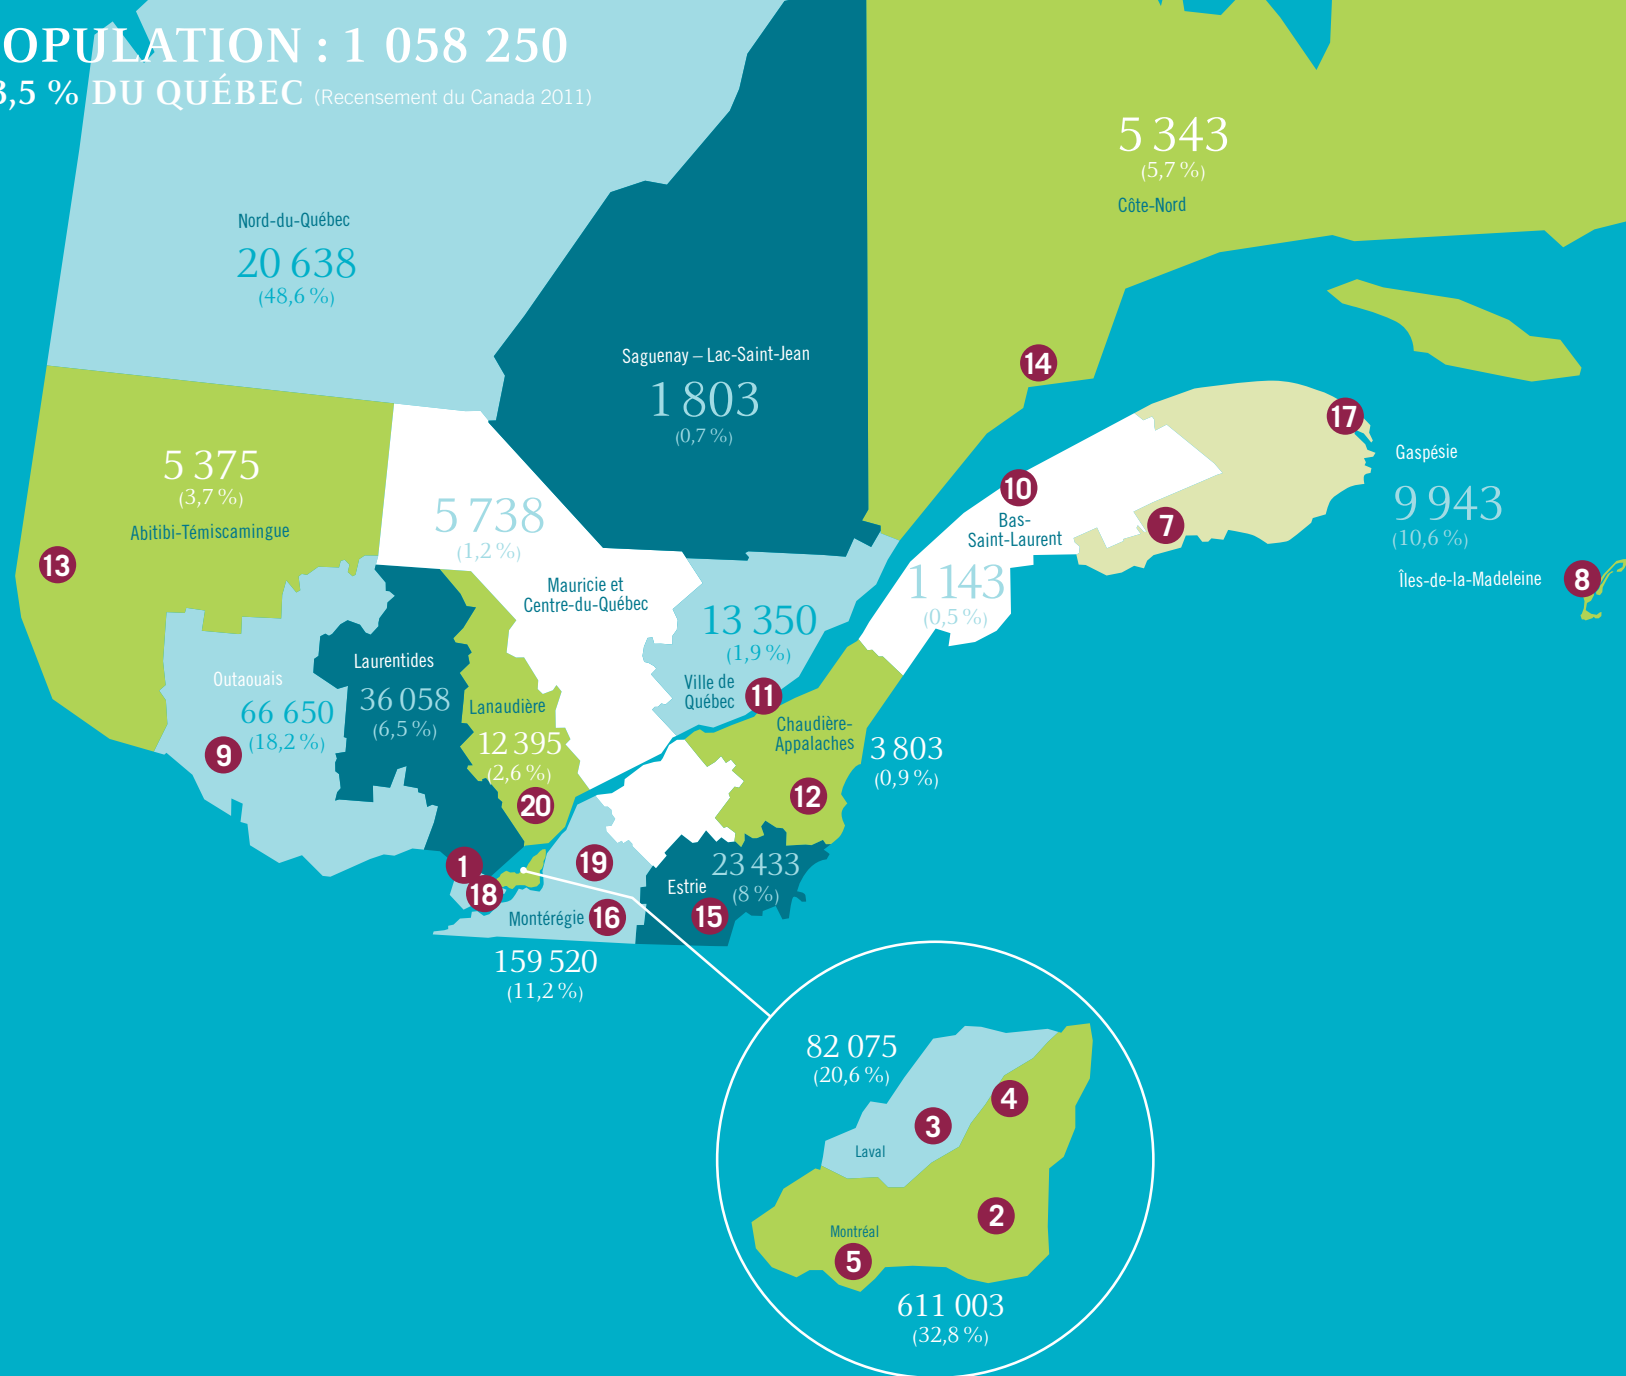 OPULATION : 1 058 250
3,5 % DU QUÉBEC (Recensement du Canada 2011)
5 343
(5,7 %)
Côte-Nord
Nord-du-Québec
20 638
(48,6 %)
Saguenay – Lac-Saint-Jean
1 803
(0,7 %)
14
17
Gaspésie
9 943
(10,6 %)
5 375
(3,7 %)
Abitibi-Témiscamingue
13
5 738
(1,2 %)
Mauricie et
Centre-du-Québec
10
Bas-
Saint-Laurent
1 143
(0,5 %)
7
Îles-de-la-Madeleine
8
13 350
(1,9 %)
Ville de
Québec
11
Outaouais
66 650
(18,2 %)
9
Laurentides
36 058
(6,5 %)
Lanaudière
12 395
(2,6 %)
20
Chaudière-
Appalaches
3 803
(0,9 %)
12
1
18
19
Montérégie
16
159 520
(11,2 %)
Estrie
23 433
(8 %)
15
82 075
(20,6 %)
4
3
Laval
2
Montréal
5
611 003
(32,8 %)